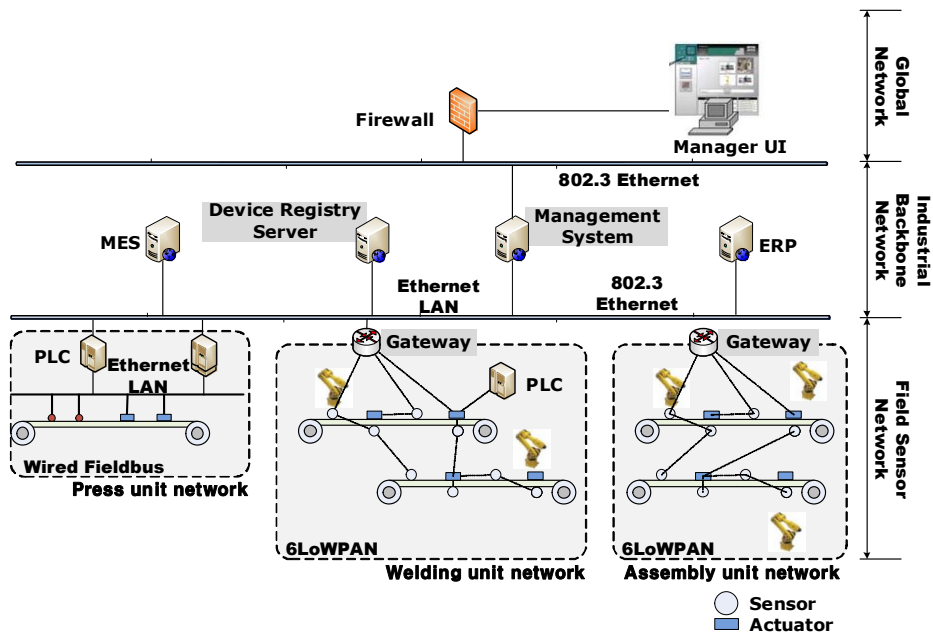 Global
Network
Firewall
Manager UI
802.3 Ethernet
Industrial
Backbone
Network
MES
Device Registry
Server
Management
System
ERP
Ethernet
LAN
802.3
Ethernet
PLC
Ethernet
LAN
Wired Fieldbus
Press unit network
Gateway
PLC
6LoWPAN
Welding unit network
Gateway
6LoWPAN
Assembly unit network
Field Sensor
Network
Sensor
Actuator